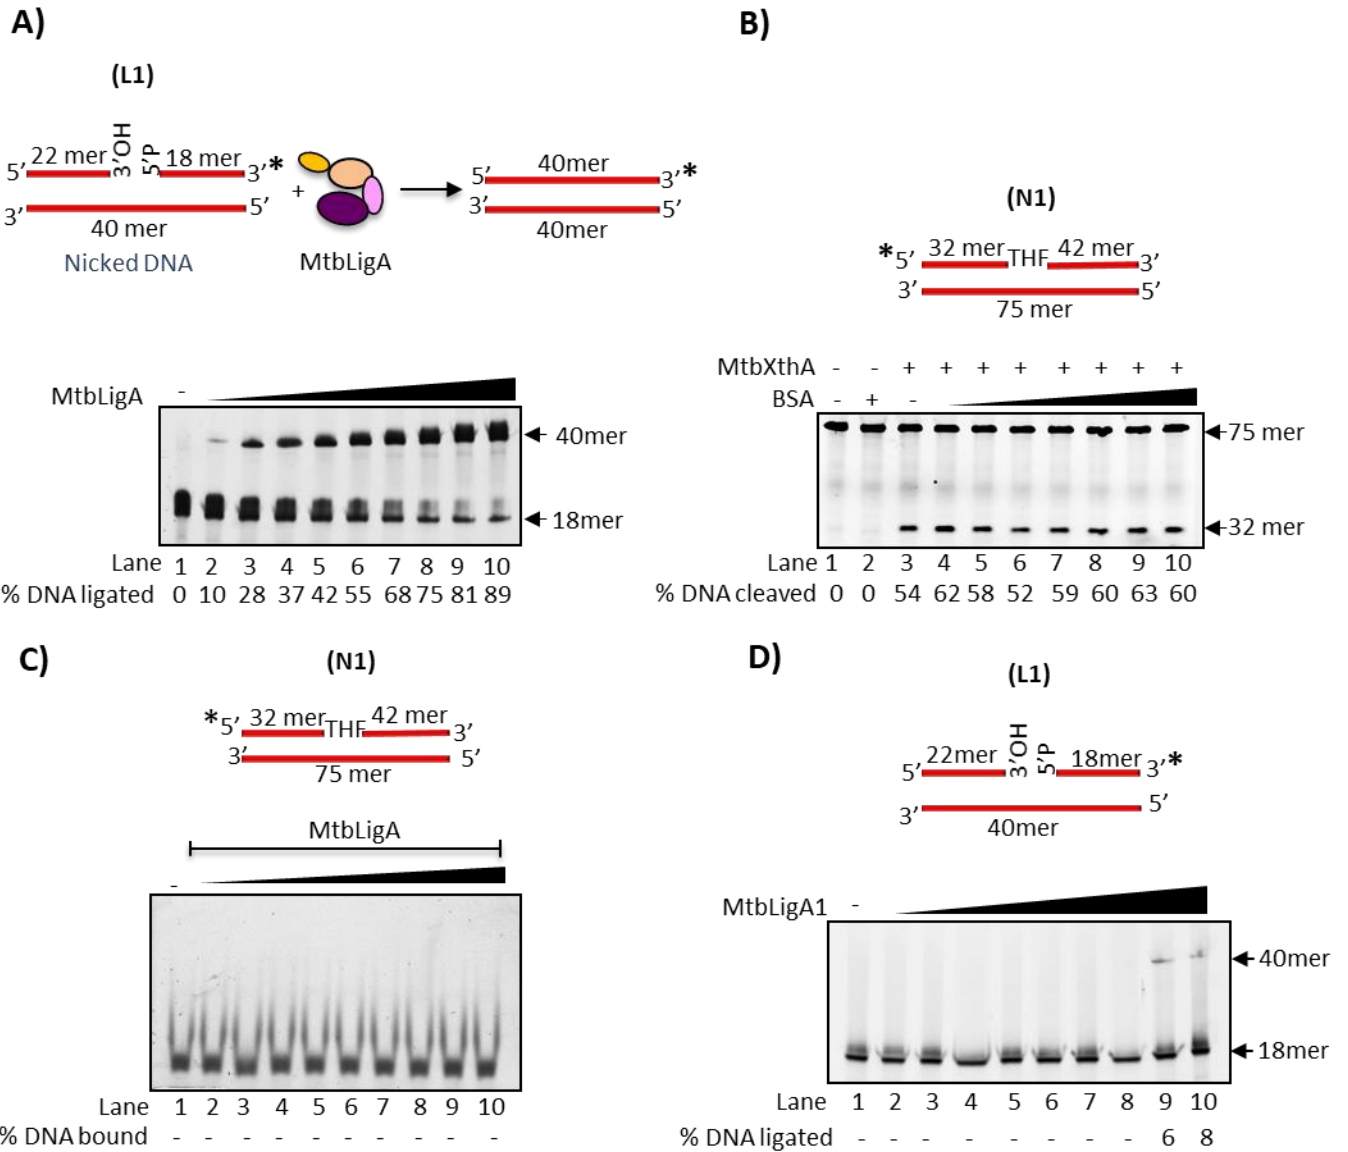 A)
(L1)
22 mer 3'OH 5'P 18 mer
5' 3'* + 5' 40mer 3'*
3' 40 mer 5' 3' 40mer 5'
Nicked DNA MtbLigA
MtbLigA -
40mer
18mer
Lane 1 2 3 4 5 6 7 8 9 10
% DNA ligated 0 10 28 37 42 55 68 75 81 89
B)
(N1)
*5' 32 mer THF 42 mer 3'
3' 75 mer 5'
MtbXthA - - + + + + + + + +
BSA - + -
75 mer
32 mer
Lane 1 2 3 4 5 6 7 8 9 10
% DNA cleaved 0 0 54 62 58 52 59 60 63 60
C)
(N1)
*5' 32 mer THF 42 mer 3'
3' 75 mer 5'
MtbLigA
-
Lane 1 2 3 4 5 6 7 8 9 10
% DNA bound - - - - - - - - - -
D)
(L1)
5' 22mer 3'OH 5'P 18mer 3'*
3' 40mer 5'
MtbLigA1 -
40mer
18mer
Lane 1 2 3 4 5 6 7 8 9 10
% DNA ligated - - - - - - - - 6 8